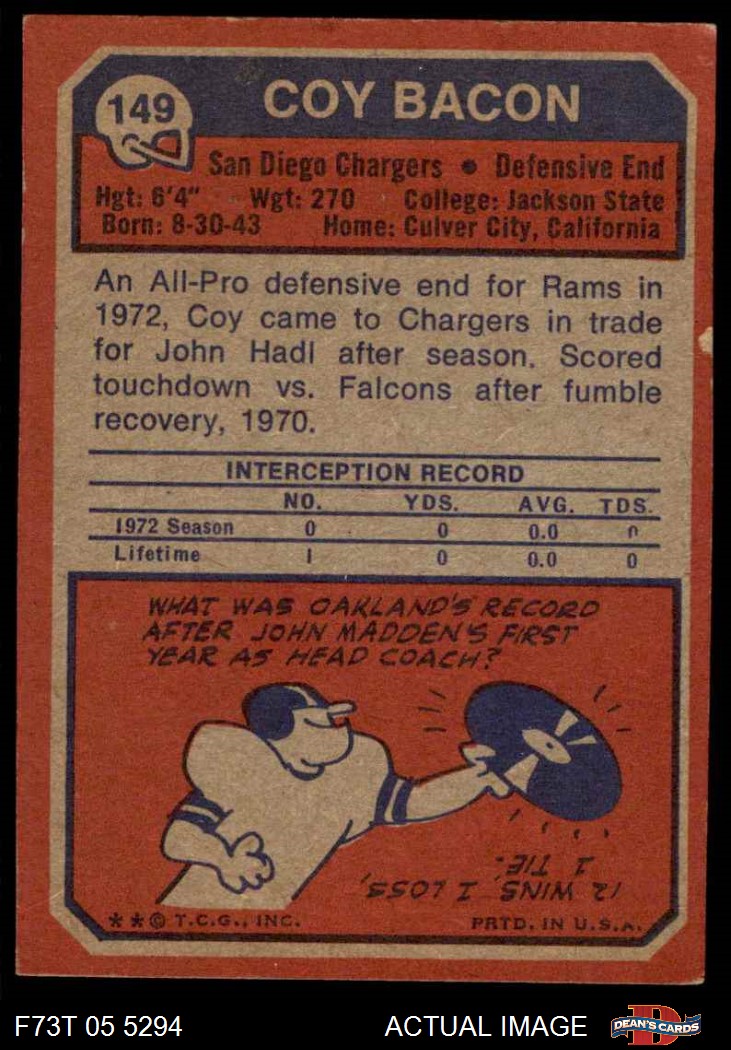 149
COY BACON
San Diego Chargers • Defensive End
Hgt: 6'4" Wgt: 270 College: Jackson State
Born: 8-30-43 Home: Culver City, California
An All-Pro defensive end for Rams in
1972, Coy came to Chargers in trade
for John Hadl after season. Scored
touchdown vs. Falcons after fumble
recovery, 1970.
INTERCEPTION RECORD
NO. YDS. AVG. TDS.
1972 Season 0 0 0.0 0
Lifetime 1 0 0.0 0
WHAT WAS OAKLAND'S RECORD
AFTER JOHN MADDEN'S FIRST
YEAR AS HEAD COACH?
12 WINS, 1 LOSS,
1 TIE.
**© T.C.G., INC. PRTD. IN U.S.A.
F73T 05 5294 ACTUAL IMAGE DEAN'S CARDS